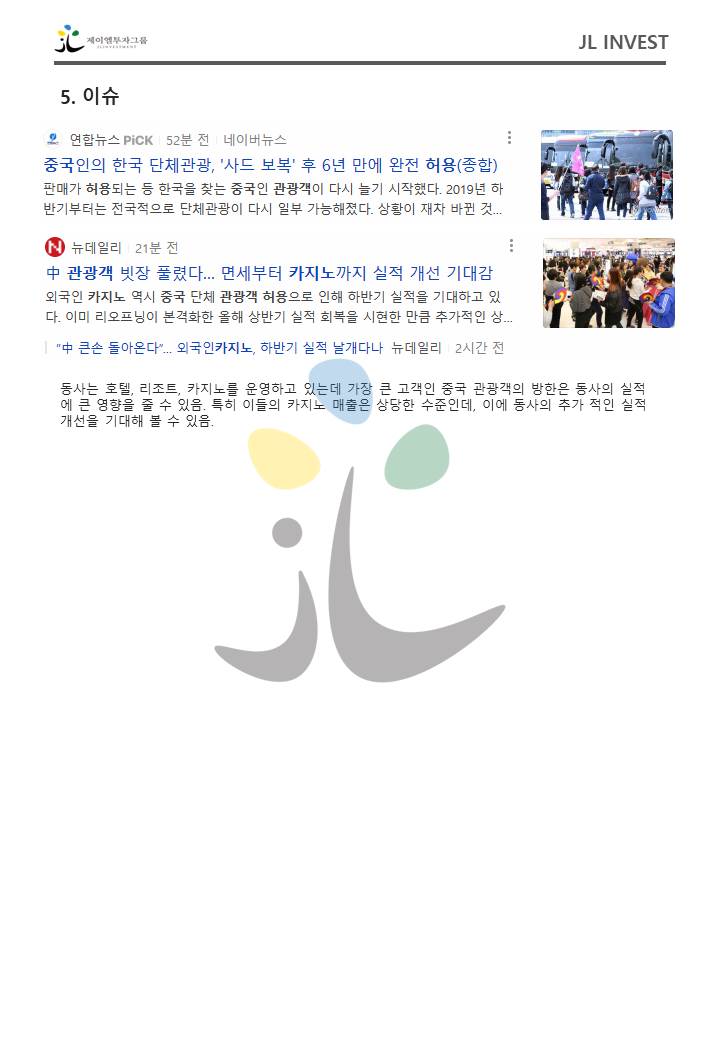 제이엠투자그룹
JL INVESTMENT
JL INVEST
5. 이슈
연합뉴스 PiCK 52분 전 네이버뉴스
중국인의 한국 단체관광, '사드 보복' 후 6년 만에 완전 허용(종합)
판매가 허용되는 등 한국을 찾는 중국인 관광객이 다시 늘기 시작했다. 2019년 하
반기부터는 전국적으로 단체관광이 다시 일부 가능해졌다. 상황이 재차 바뀐 것...
뉴데일리 21분 전
中 관광객 빗장 풀렸다... 면세부터 카지노까지 실적 개선 기대감
외국인 카지노 역시 중국 단체 관광객 허용으로 인해 하반기 실적을 기대하고 있
다. 이미 리오프닝이 본격화한 올해 상반기 실적 회복을 시현한 만큼 추가적인 상...
"中 큰손 돌아온다"... 외국인카지노, 하반기 실적 날개다나 뉴데일리 2시간 전
동사는 호텔, 리조트, 카지노를 운영하고 있는데 가장 큰 고객인 중국 관광객의 방한은 동사의 실적
에 큰 영향을 줄 수 있음. 특히 이들의 카지노 매출은 상당한 수준인데, 이에 동사의 추가 적인 실적
개선을 기대해 볼 수 있음.